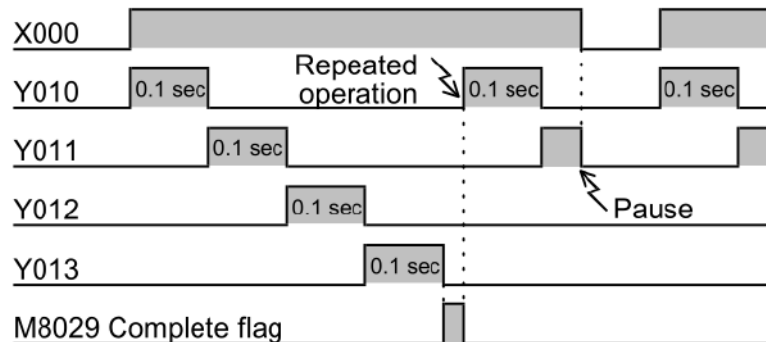 X000
Y010
0.1 sec
Repeated
operation
0.1 sec
0.1 sec
Y011
0.1 sec
Pause
Y012
0.1 sec
Y013
0.1 sec
M8029 Complete flag